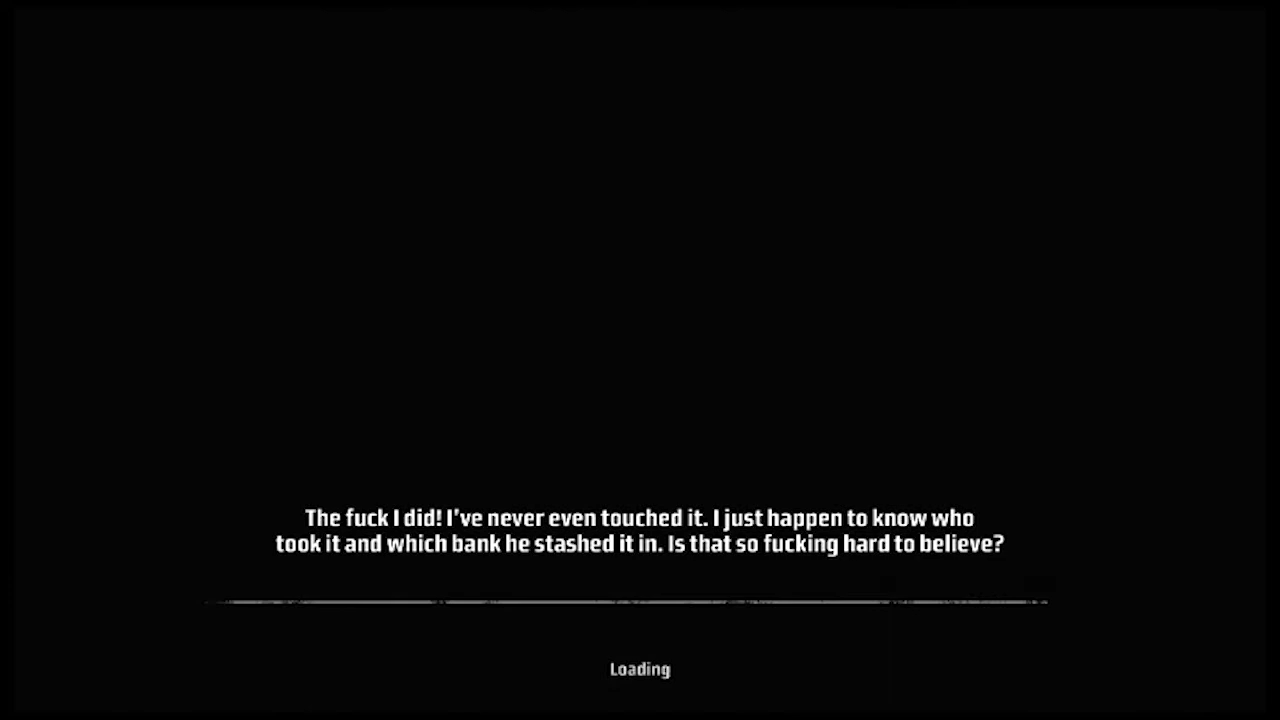 The fuck I did! I've never even touched it. I just happen to know who
took it and which bank he stashed it in. Is that so fucking hard to believe?
Loading